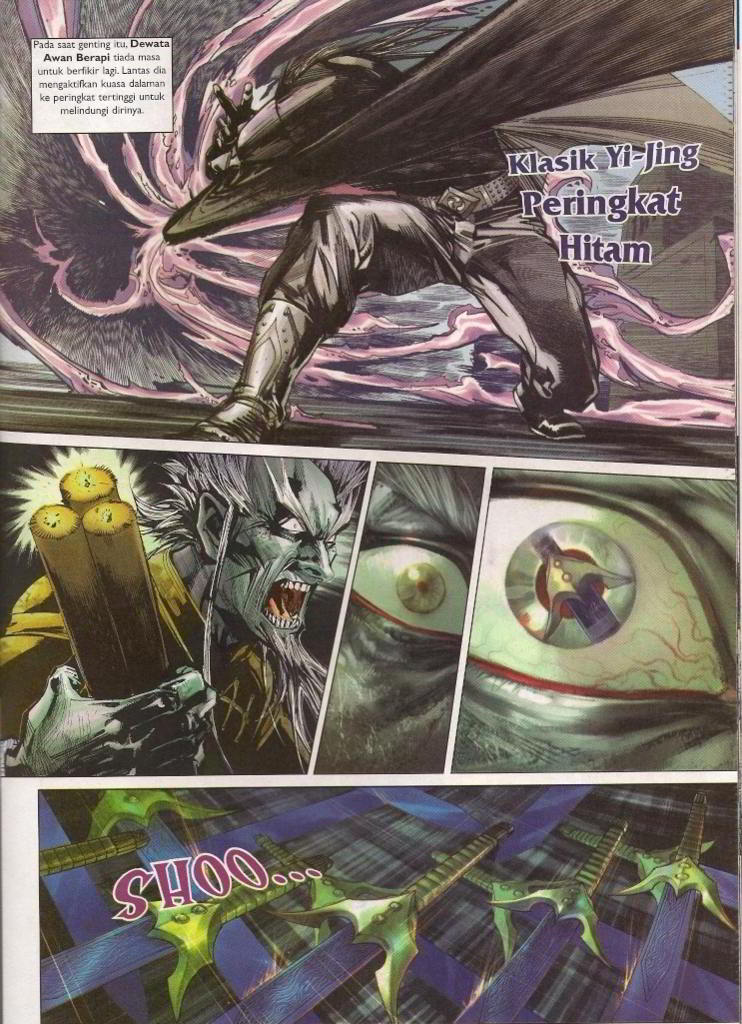 Pada saat genting itu, Dewata
Awan Berapi tiada masa
untuk berfikir lagi. Lantas dia
mengaktifkan kuasa dalaman
ke peringkat tertinggi untuk
melindungi dirinya.
Klasik Yi-Jing
Peringkat
Hitam
SHOO...